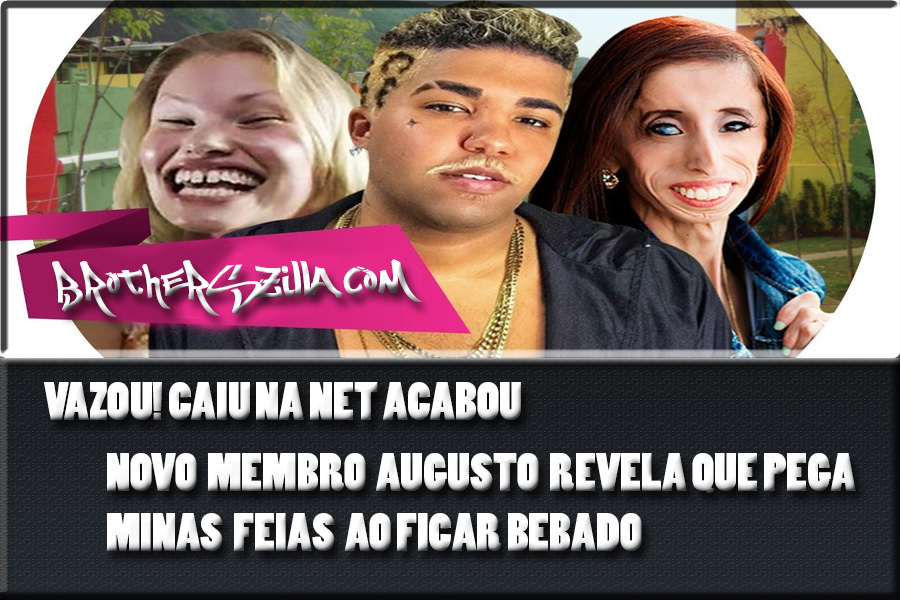 BROTHERSZILLA.COM
VAZOU! CAIU NA NET ACABOU
NOVO MEMBRO AUGUSTO REVELA QUE PEGA
MINAS FEIAS AO FICAR BEBADO